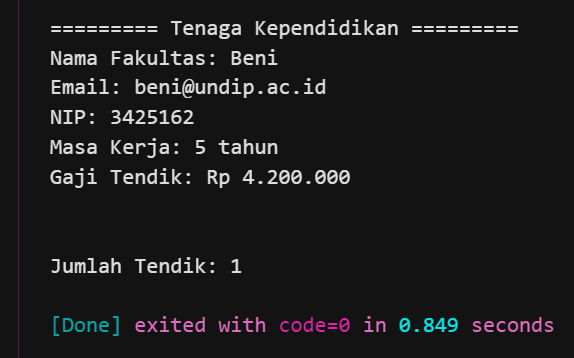 ========= Tenaga Kependidikan =========
Nama Fakultas: Beni
Email: beni@undip.ac.id
NIP: 3425162
Masa Kerja: 5 tahun
Gaji Tendik: Rp 4.200.000
Jumlah Tendik: 1
[Done] exited with code=0 in 0.849 seconds